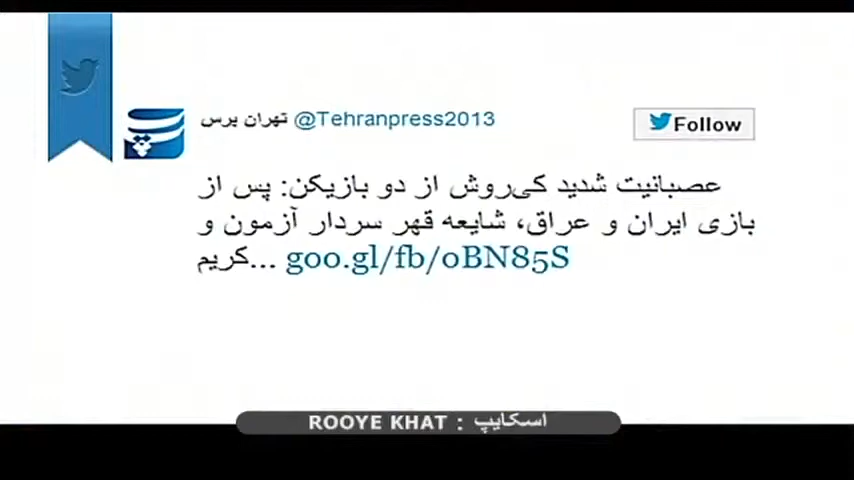 تهران پرس @Tehranpress2013
Follow
عصبانیت شدید کی‌روش از دو بازیکن: پس از
بازی ایران و عراق، شایعه قهر سردار آزمون و
کریم ... goo.gl/fb/oBN85S
اسکایپ : ROOYE KHAT